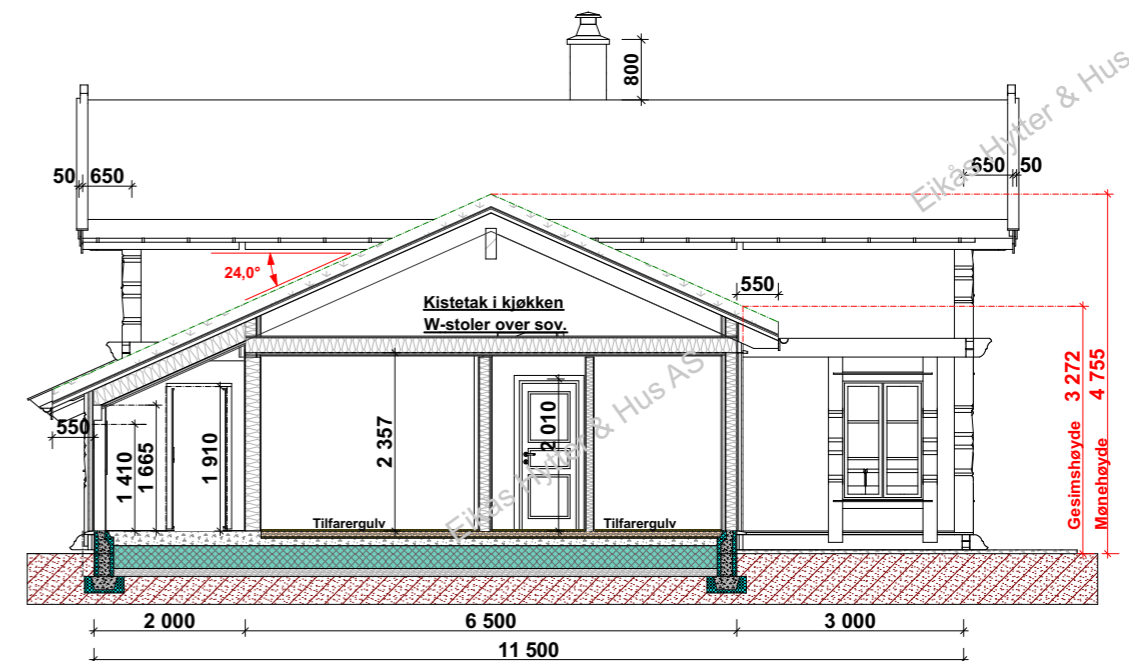 800
Eikås Hytter & Hus
50 650
650 50
24,0°
550
Kistetak i kjøkken
W-stoler over sov.
550
1 410
1 665
1 910
2 357
2 010
Eikås Hytter & Hus AS
Gesimshøyde 3 272
Mønehøyde 4 755
Tilfarergulv
Tilfarergulv
2 000
6 500
3 000
11 500